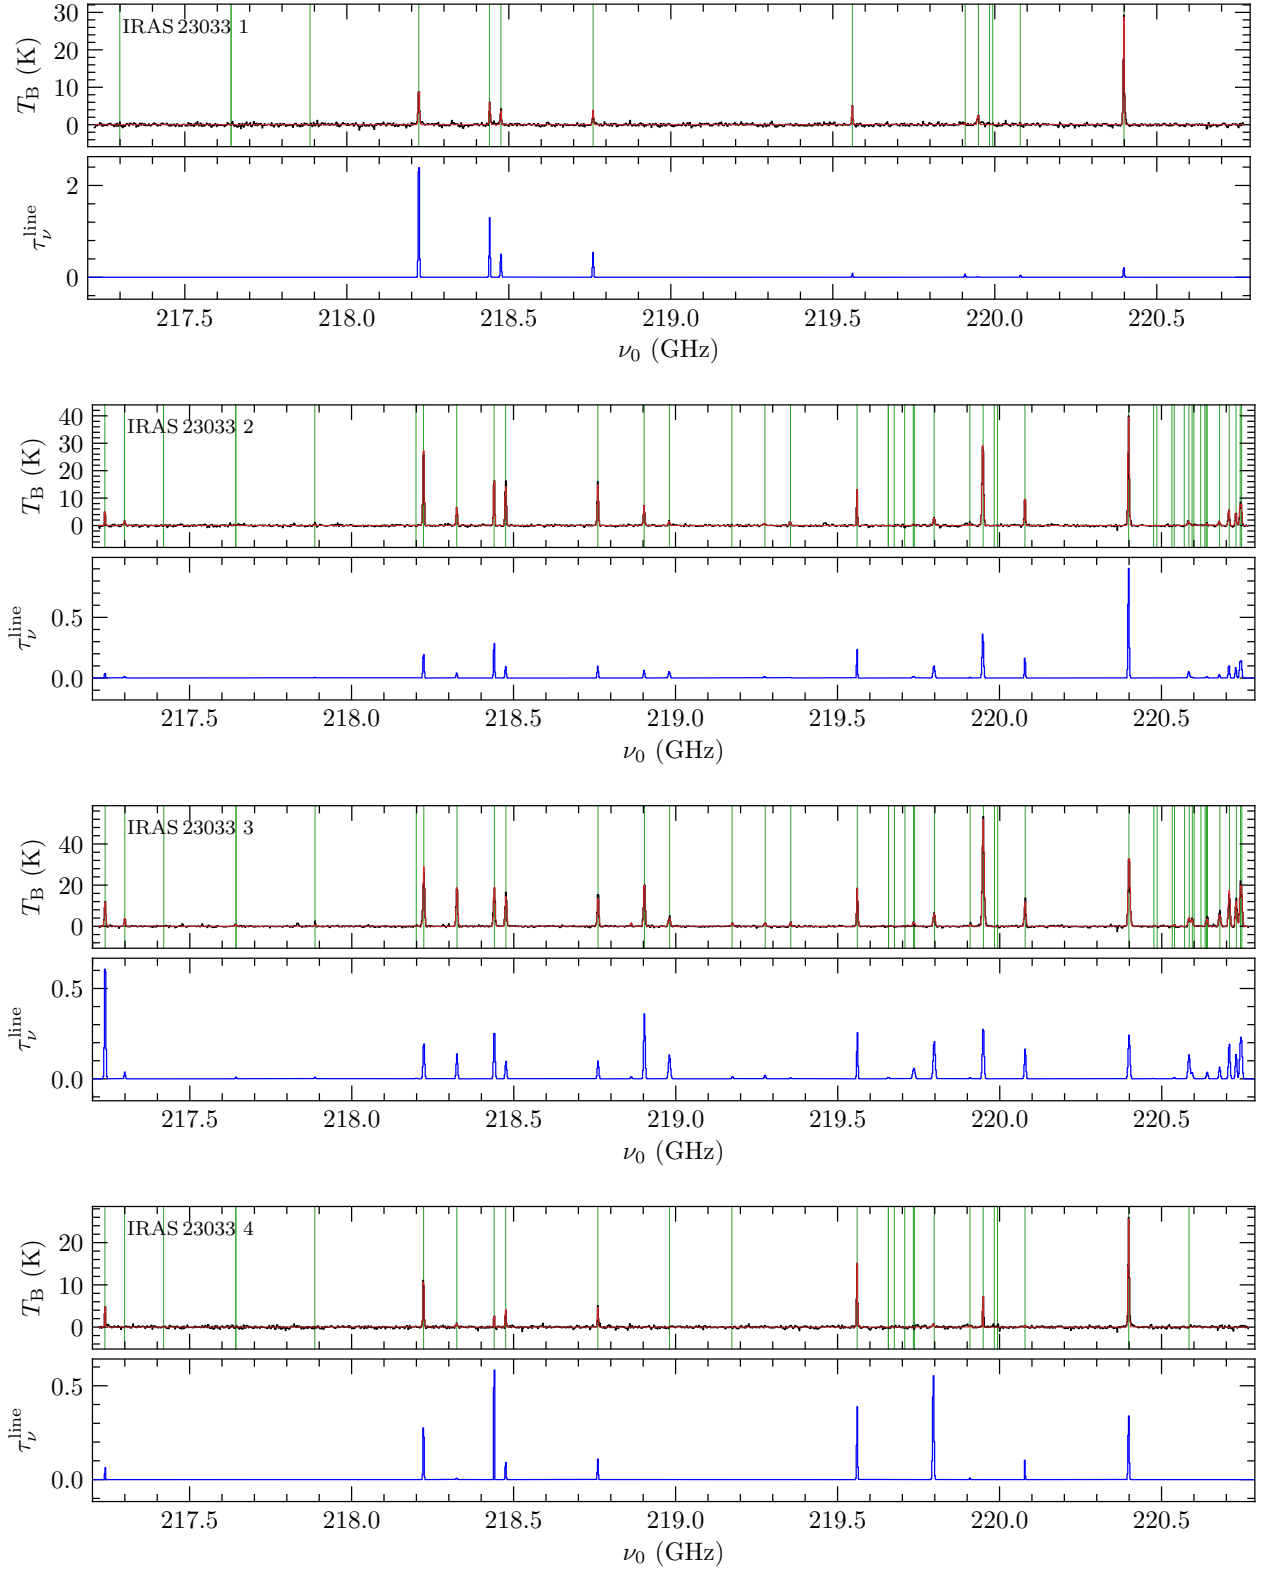 IRAS 23033 1
T_B (K)
30
20
10
0
τ_ν^line
2
0
217.5 218.0 218.5 219.0 219.5 220.0 220.5
ν_0 (GHz)
IRAS 23033 2
T_B (K)
40
30
20
10
0
τ_ν^line
0.5
0.0
217.5 218.0 218.5 219.0 219.5 220.0 220.5
ν_0 (GHz)
IRAS 23033 3
T_B (K)
40
20
0
τ_ν^line
0.5
0.0
217.5 218.0 218.5 219.0 219.5 220.0 220.5
ν_0 (GHz)
IRAS 23033 4
T_B (K)
20
10
0
τ_ν^line
0.5
0.0
217.5 218.0 218.5 219.0 219.5 220.0 220.5
ν_0 (GHz)